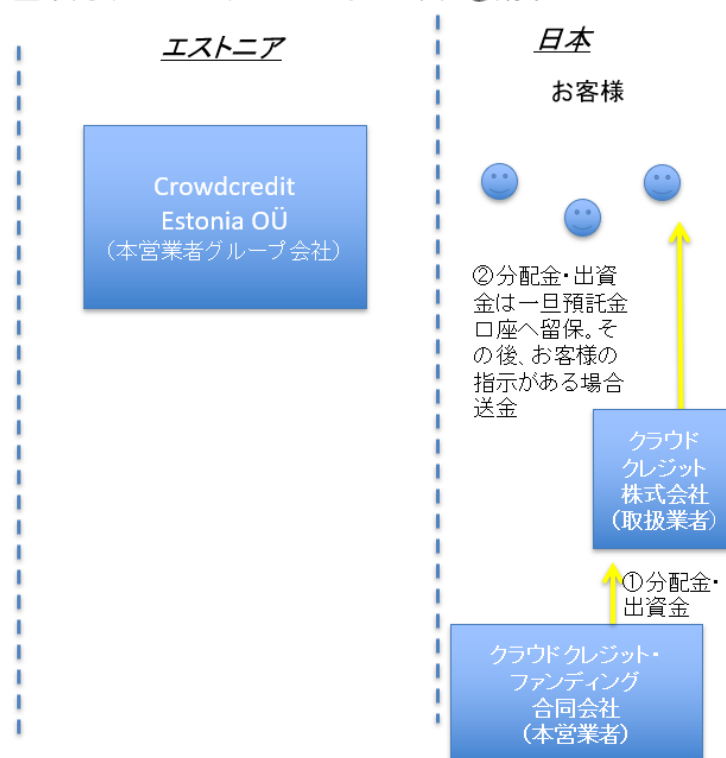 エストニア
日本
お客様
Crowdcredit
Estonia OÜ
（本営業者グループ会社）
②分配金・出資
金は一旦預託金
口座へ留保。そ
の後、お客様の
指示がある場合
送金
クラウド
クレジット
株式会社
（取扱業者）
①分配金・
出資金
クラウドクレジット・
ファンディング
合同会社
（本営業者）